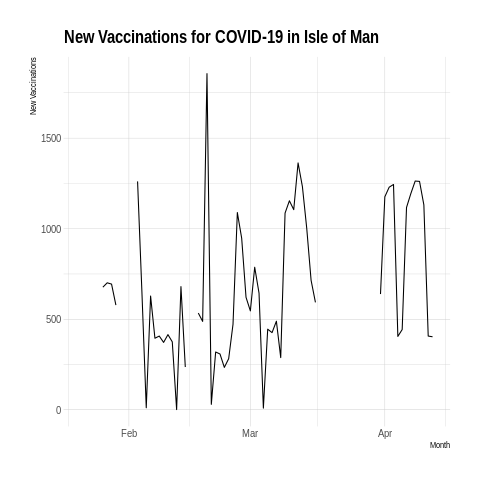 New Vaccinations for COVID-19 in Isle of Man
New Vaccinations
1500
1000
500
0
Feb Mar Apr
Month